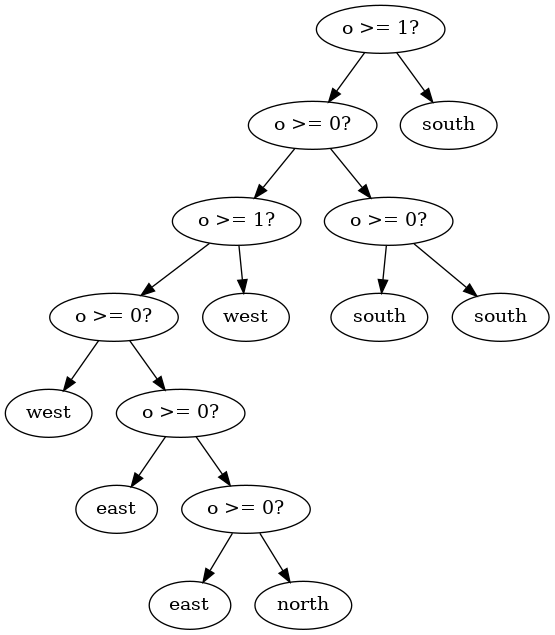 o >= 1?
o >= 0?
south
o >= 1?
o >= 0?
o >= 0?
west
south
south
west
o >= 0?
east
o >= 0?
east
north